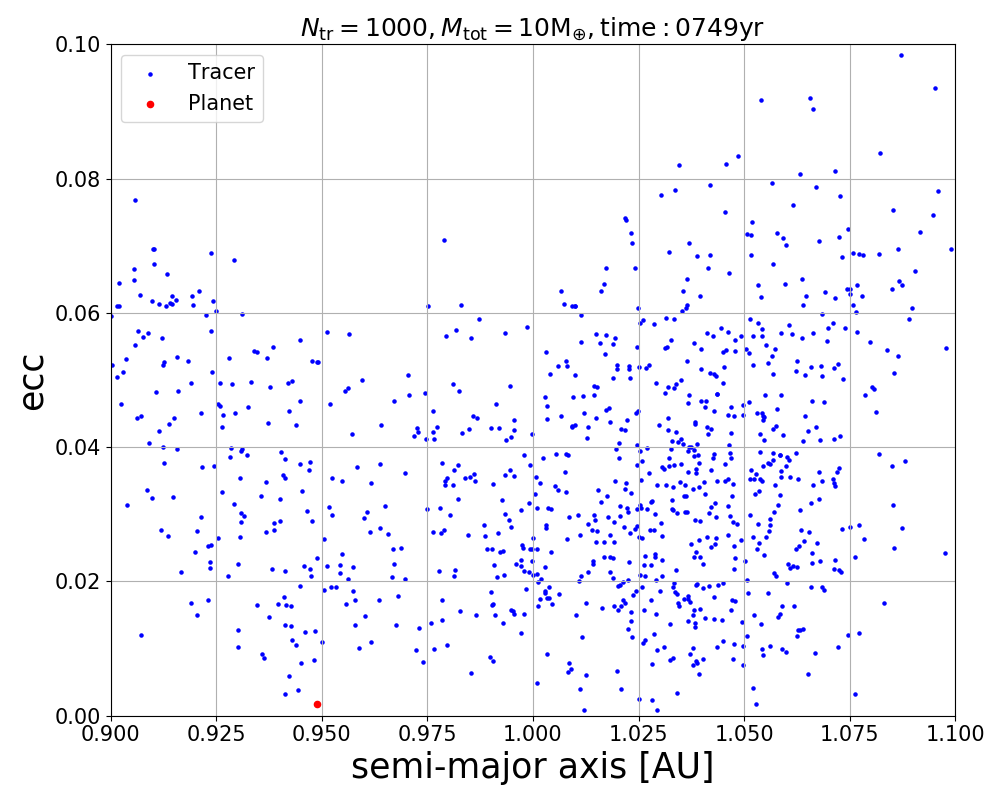 N_tr = 1000, M_tot = 10M_⊕, time : 0749yr
Tracer
Planet
ecc
0.10
0.08
0.06
0.04
0.02
0.00
0.900 0.925 0.950 0.975 1.000 1.025 1.050 1.075 1.100
semi-major axis [AU]